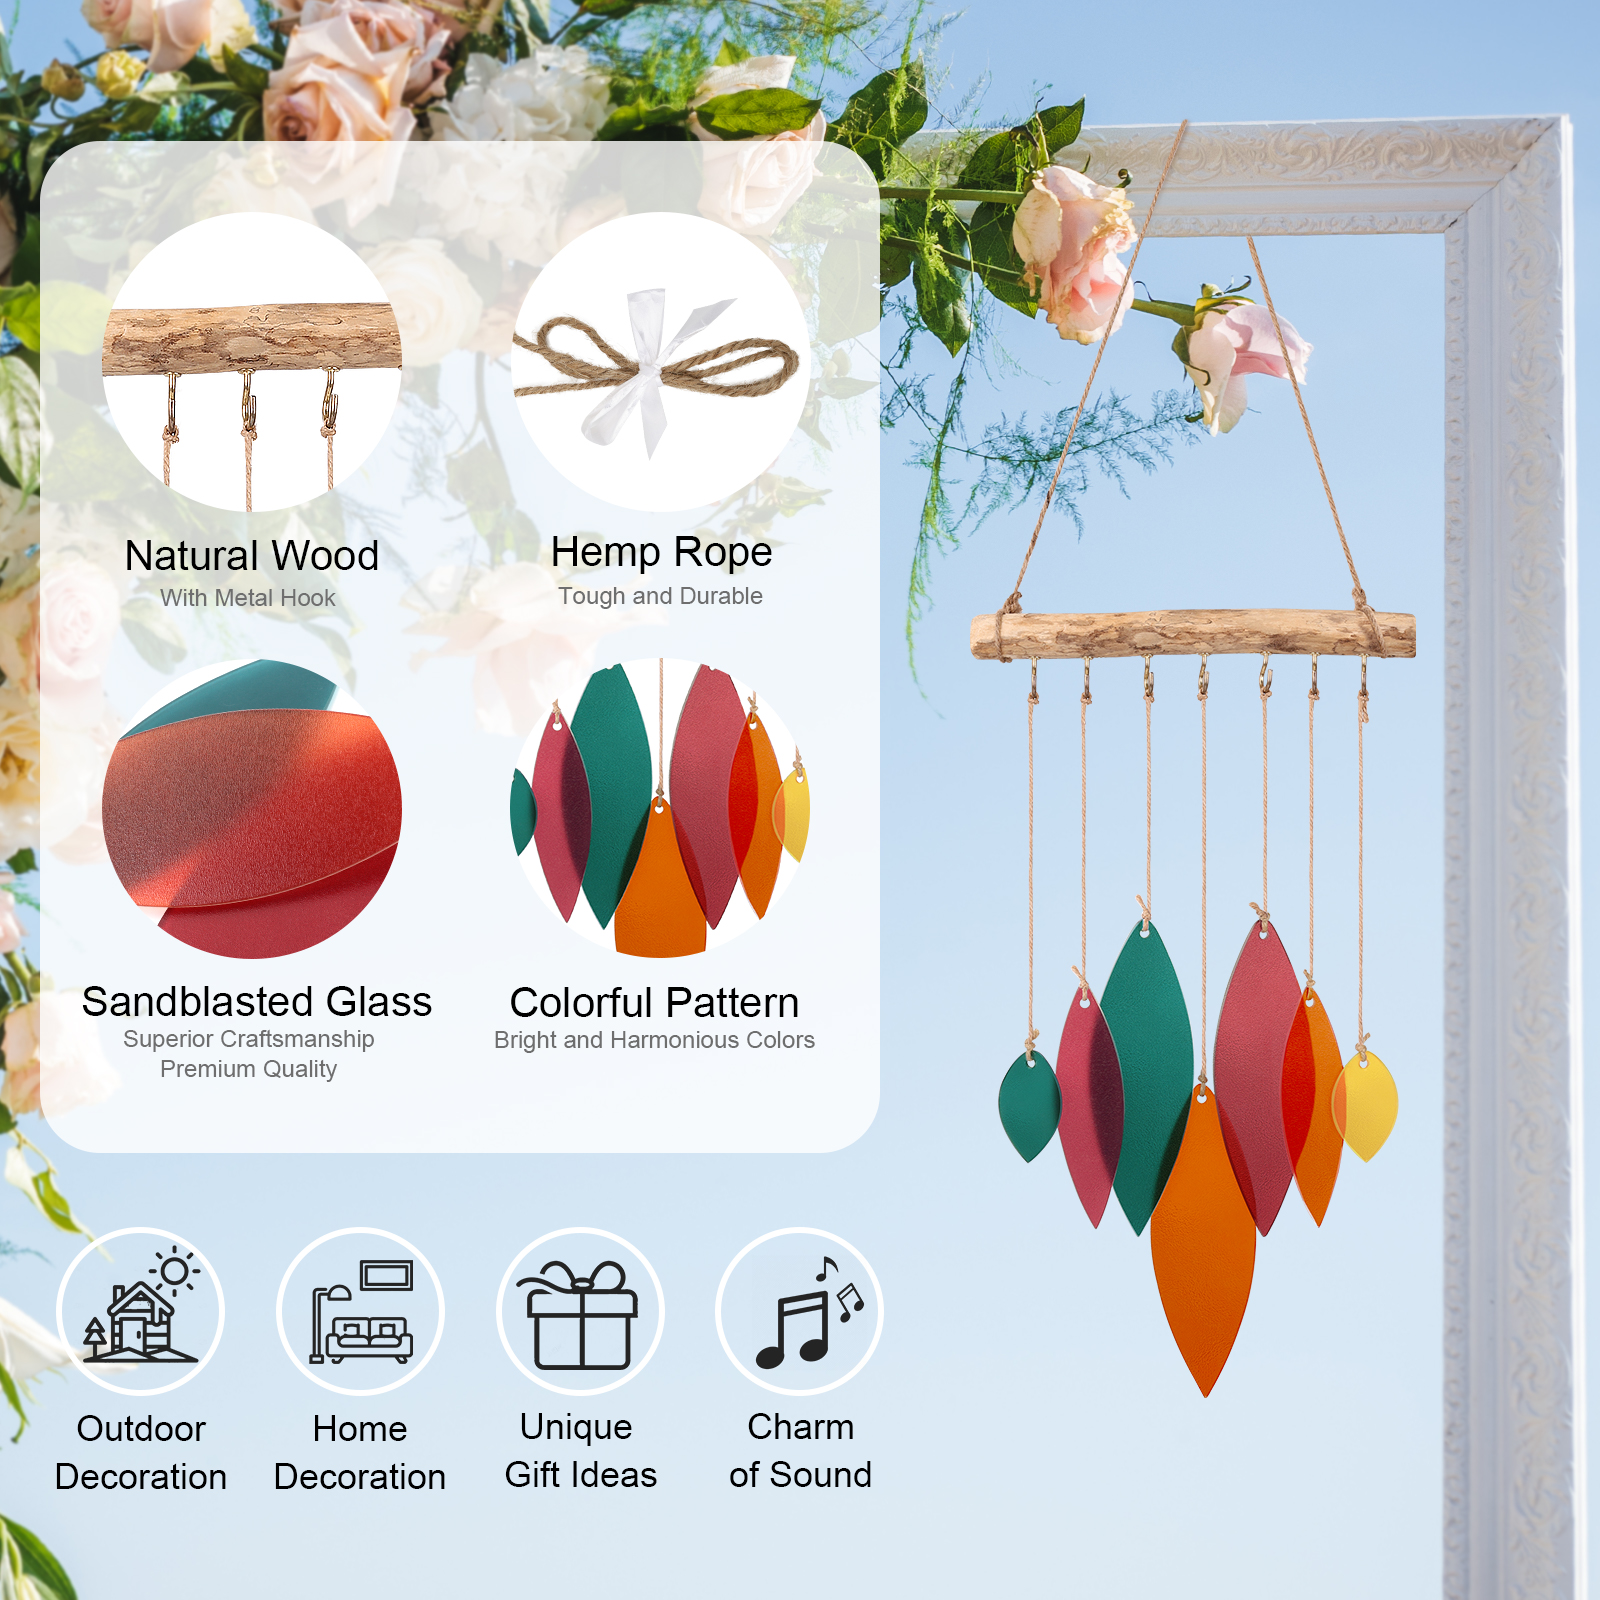 Natural Wood
With Metal Hook
Hemp Rope
Tough and Durable
Sandblasted Glass
Superior Craftsmanship
Premium Quality
Colorful Pattern
Bright and Harmonious Colors
Outdoor
Decoration
Home
Decoration
Unique
Gift Ideas
Charm
of Sound